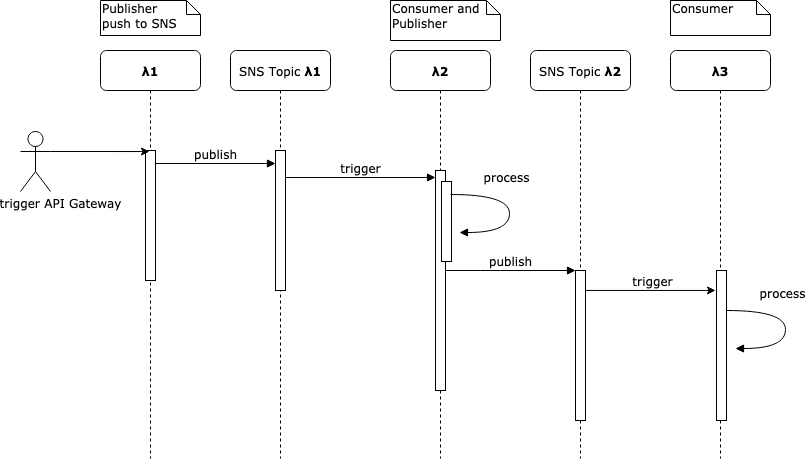 Publisher
push to SNS
Consumer and
Publisher
Consumer
λ1
SNS Topic λ1
λ2
SNS Topic λ2
λ3
publish
trigger
process
trigger API Gateway
publish
trigger
process